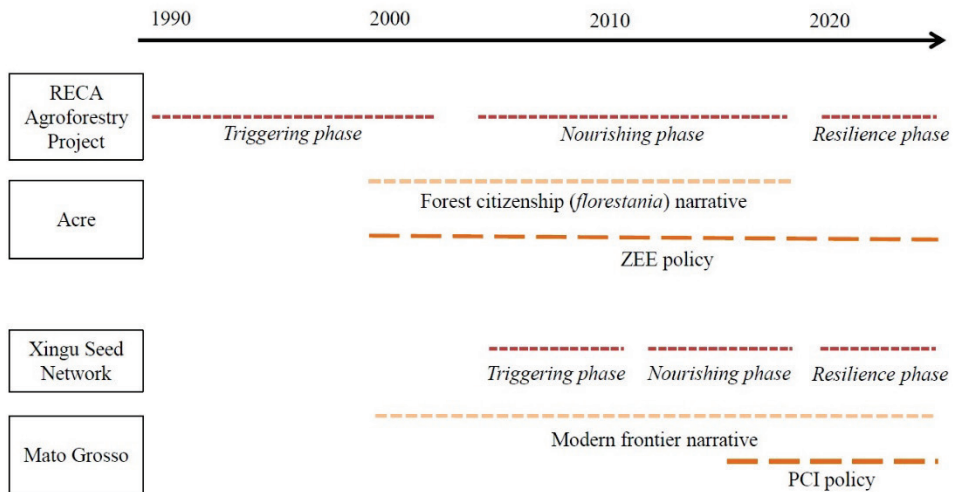 1990 2000 2010 2020
RECA
Agroforestry
Project
Triggering phase Nourishing phase Resilience phase
Acre
Forest citizenship (florestania) narrative
ZEE policy
Xingu Seed
Network
Triggering phase Nourishing phase Resilience phase
Mato Grosso
Modern frontier narrative
PCI policy